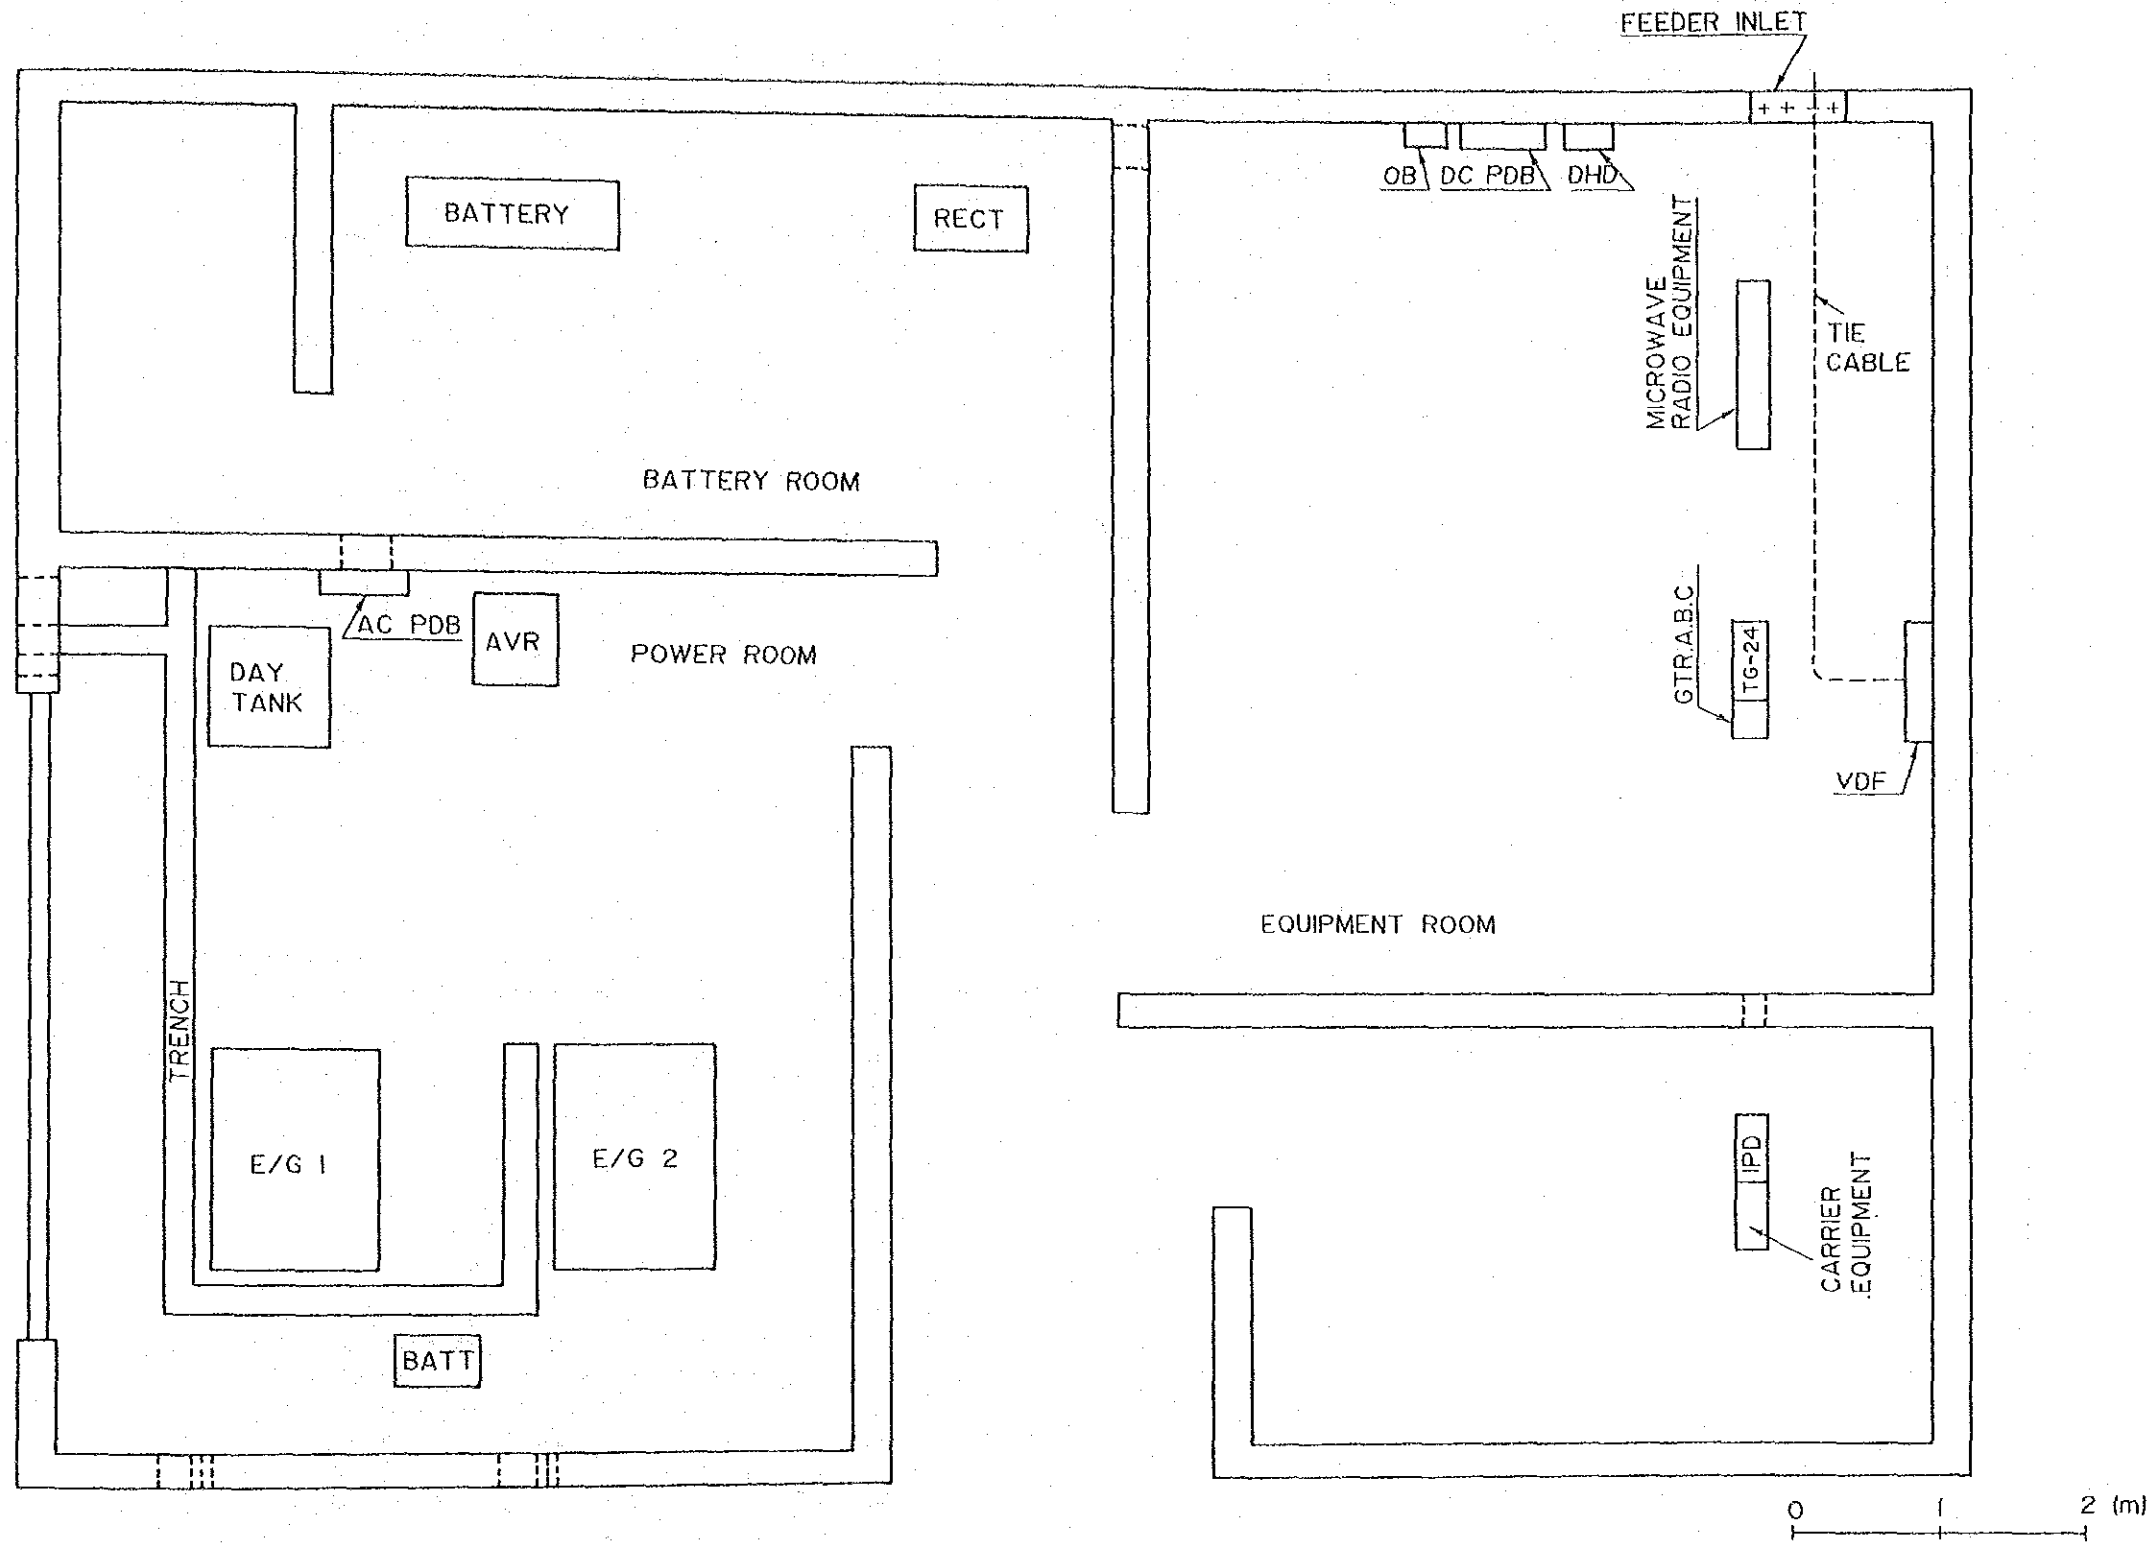 FEEDER INLET
BATTERY
RECT
OB
DC PDB
DHD
MICROWAVE
RADIO EQUIPMENT
TIE
CABLE
BATTERY ROOM
AC PDB
AVR
POWER ROOM
DAY
TANK
GTR.A.B.C
TG-24
VDF
EQUIPMENT ROOM
TRENCH
E/G 1
E/G 2
IPD
CARRIER
EQUIPMENT
BATT
0 1 2 (m)